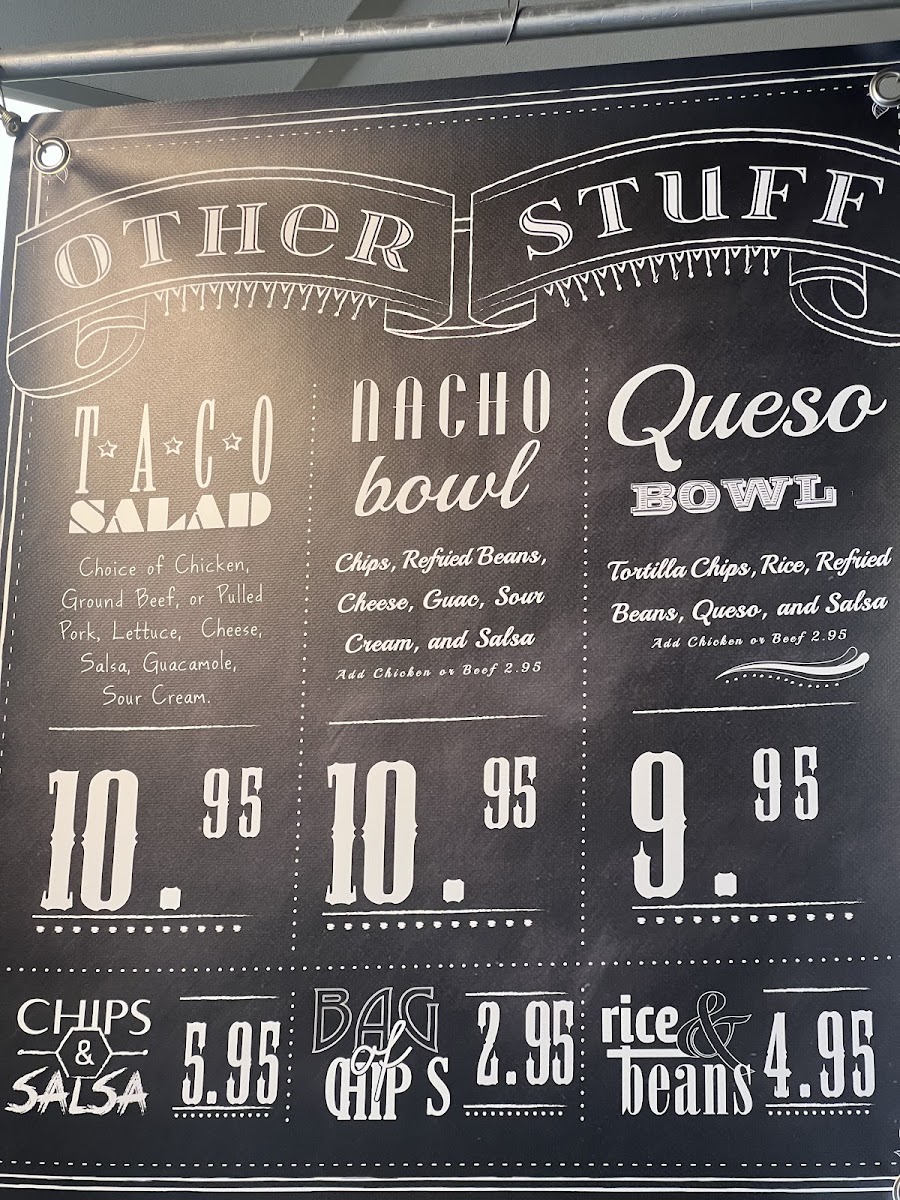 OTHER STUFF
TACO
SALAD
Choice of Chicken,
Ground Beef, or Pulled
Pork, Lettuce, Cheese,
Salsa, Guacamole,
Sour Cream.
10.95
NACHO
bowl
Chips, Refried Beans,
Cheese, Guac, Sour
Cream, and Salsa
Add Chicken or Beef 2.95
10.95
Queso
BOWL
Tortilla Chips, Rice, Refried
Beans, Queso, and Salsa
Add Chicken or Beef 2.95
9.95
CHIPS
&
SALSA
5.95
BAG
of
CHIPS
2.95
rice &
beans
4.95